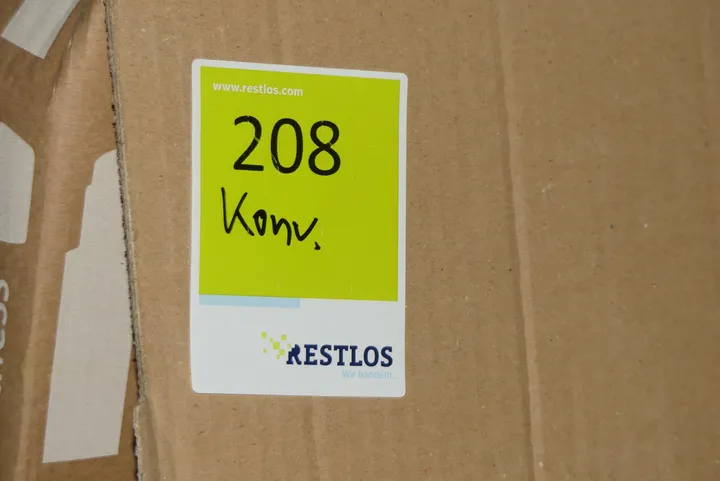 www.restlos.com
208
Konv.
RESTLOS
Wir handeln.